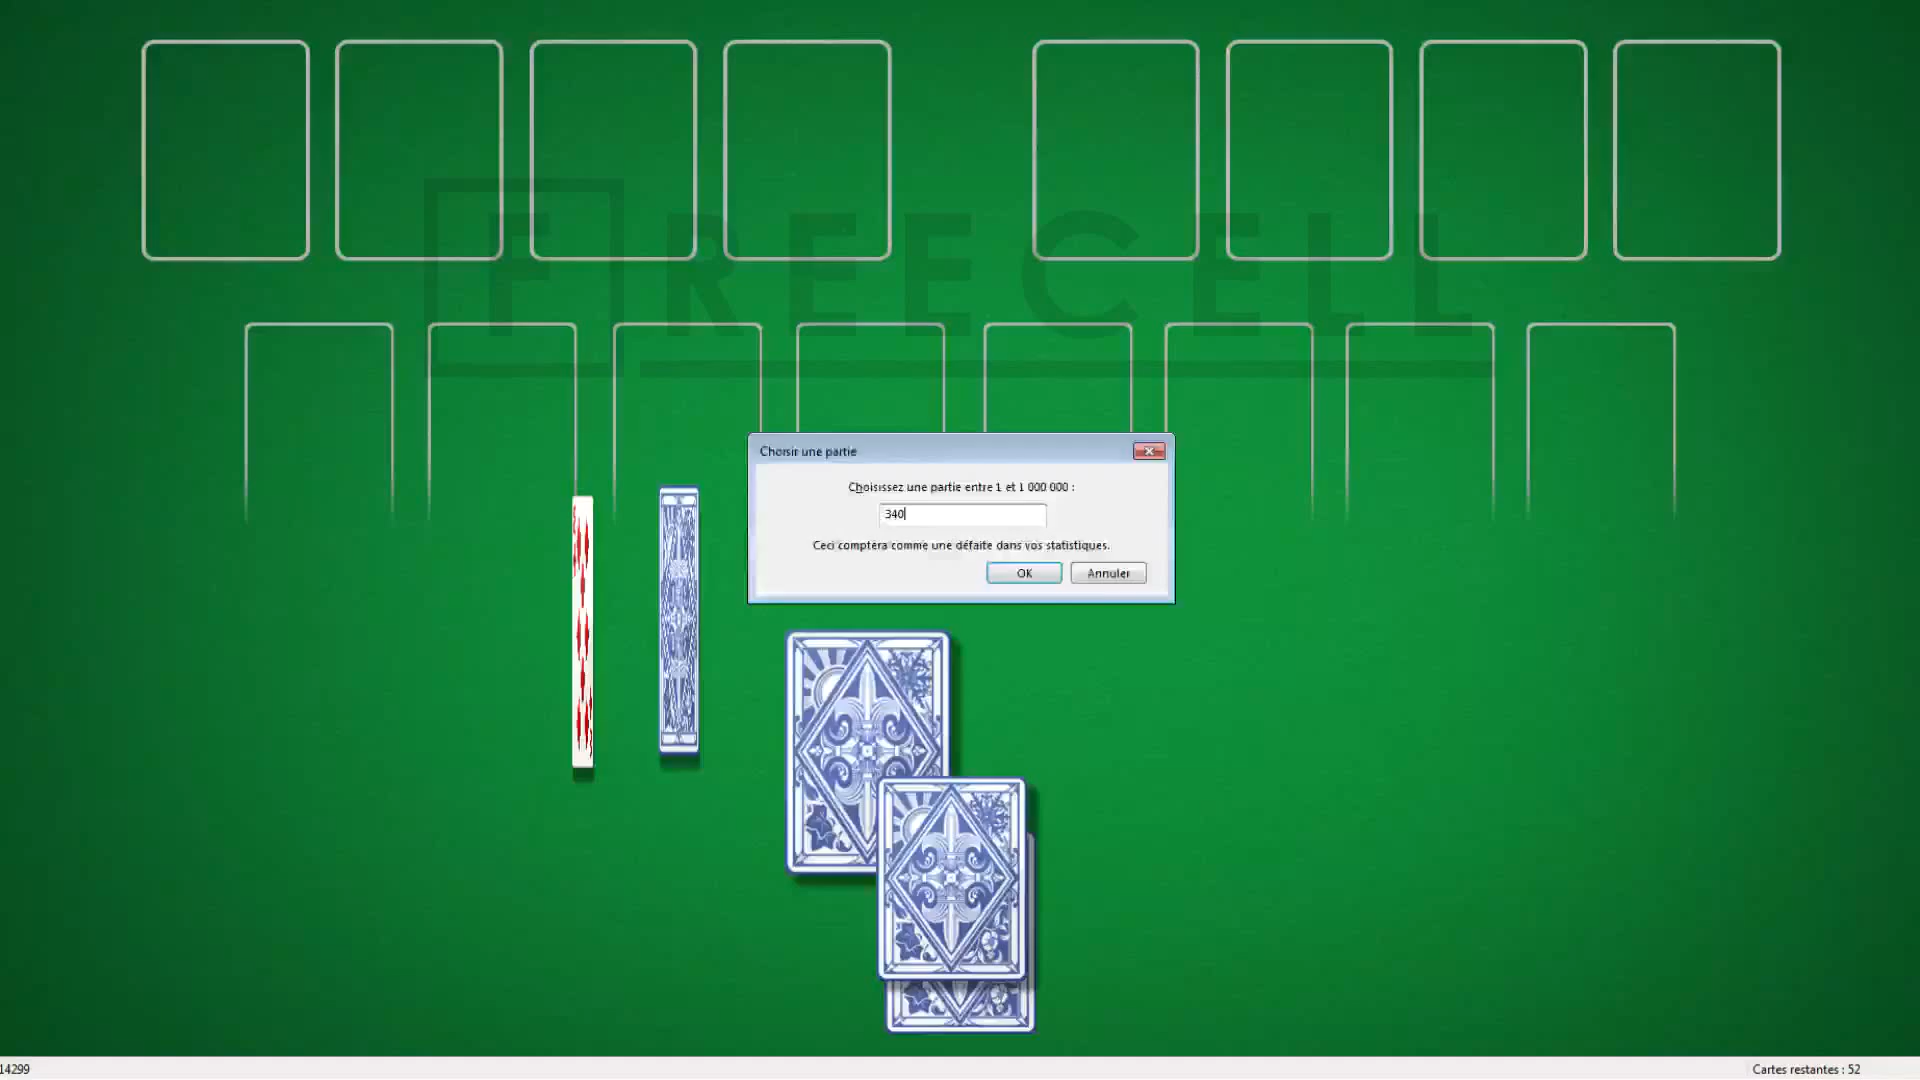 FREECELL
Choisir une partie
Choisissez une partie entre 1 et 1 000 000 :
340
Ceci comptera comme une défaite dans vos statistiques.
OK
Annuler
14299
Cartes restantes : 52